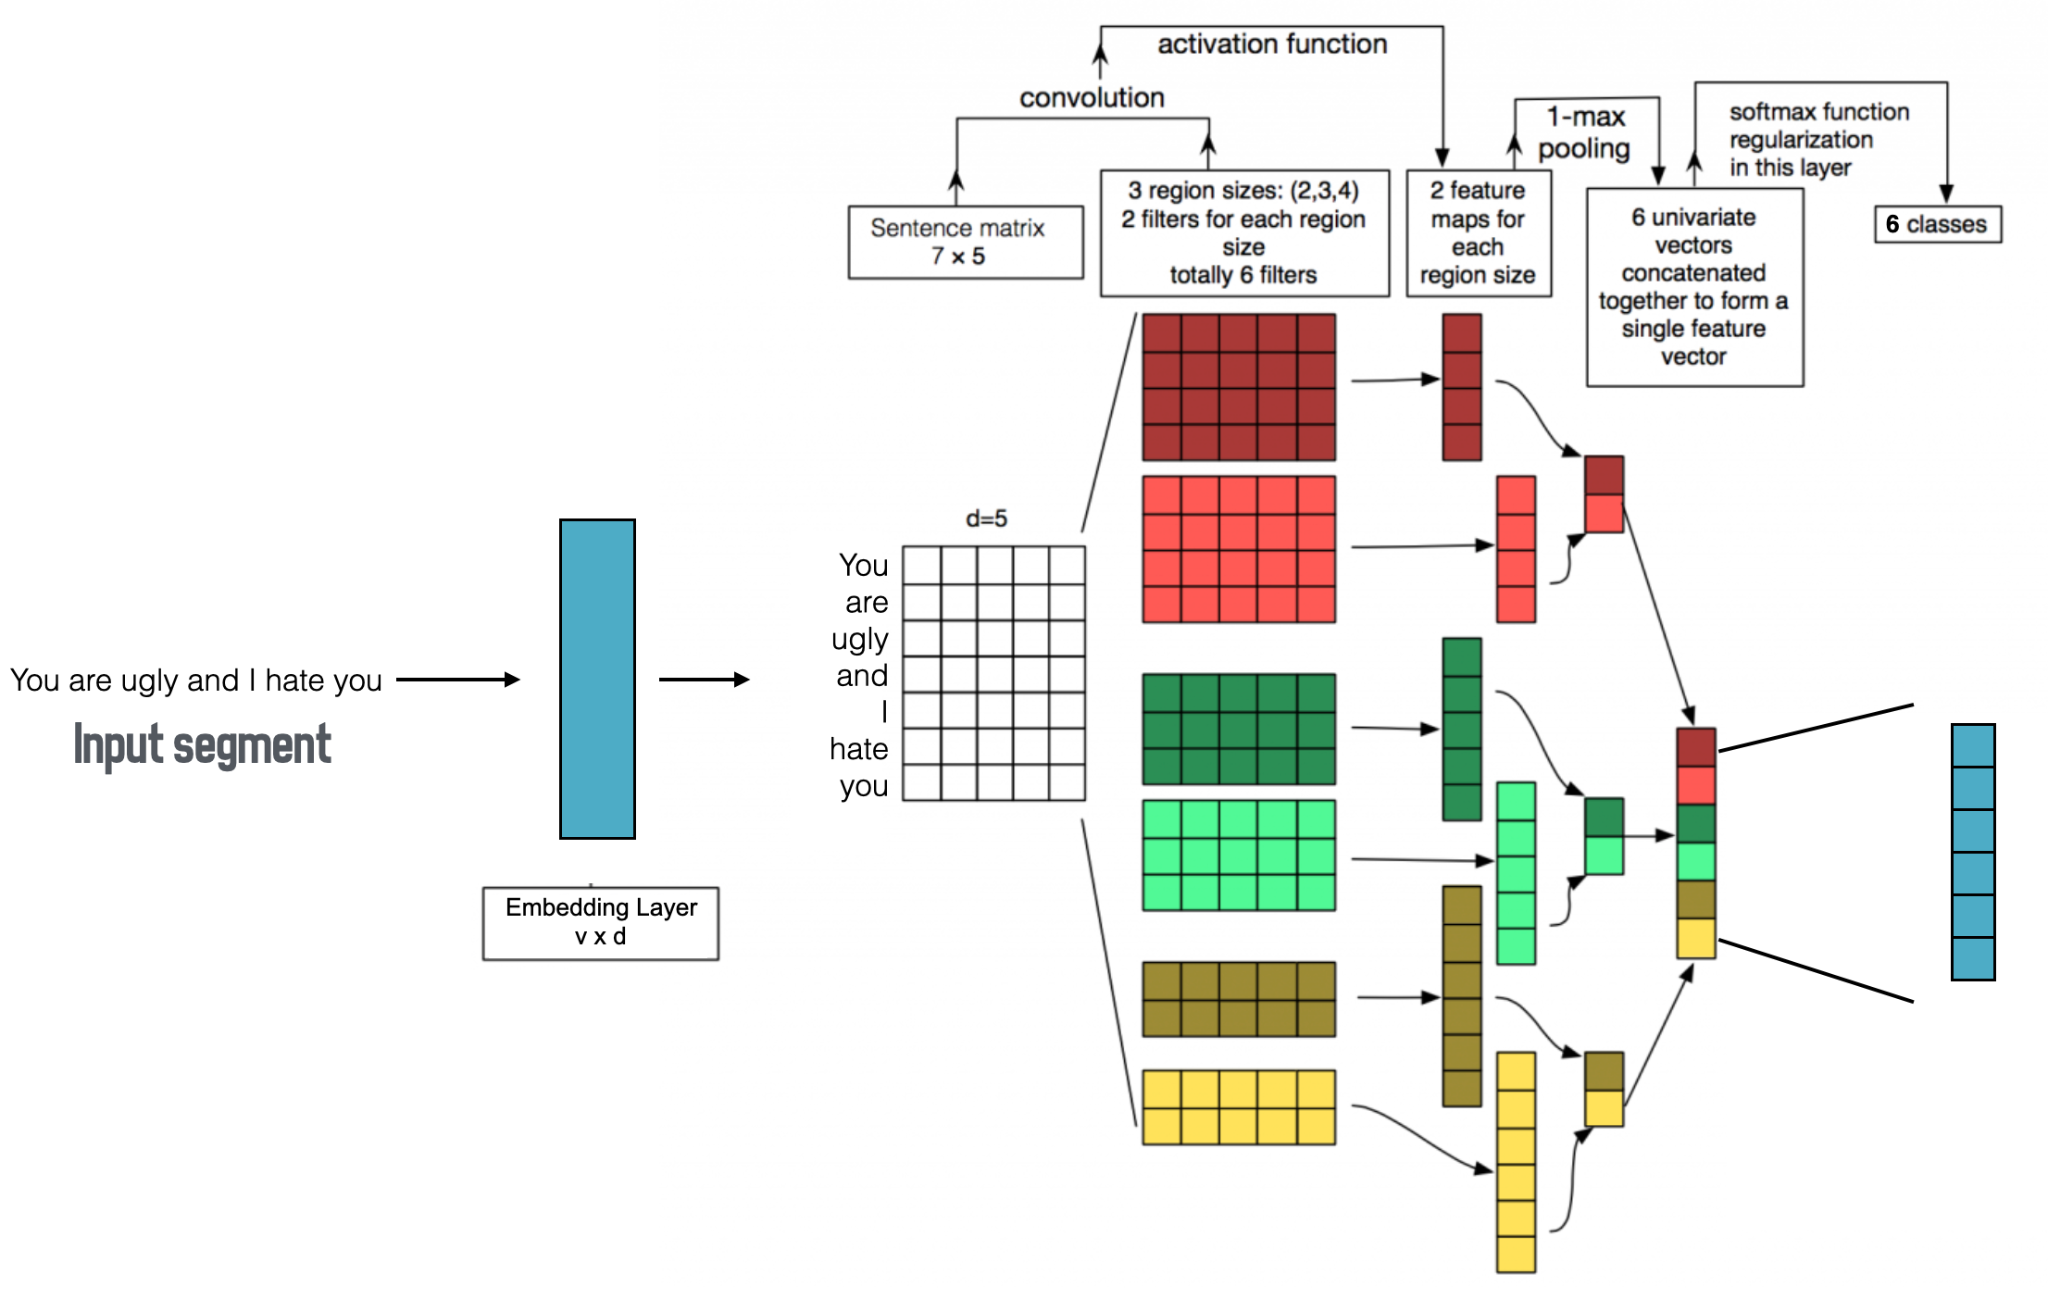 activation function
convolution
1-max
pooling
softmax function
regularization
in this layer
Sentence matrix
7 × 5
3 region sizes: (2,3,4)
2 filters for each region
size
totally 6 filters
2 feature
maps for
each
region size
6 univariate
vectors
concatenated
together to form a
single feature
vector
6 classes
d=5
You
are
ugly
and
I
hate
you
You are ugly and I hate you
Input segment
Embedding Layer
v x d